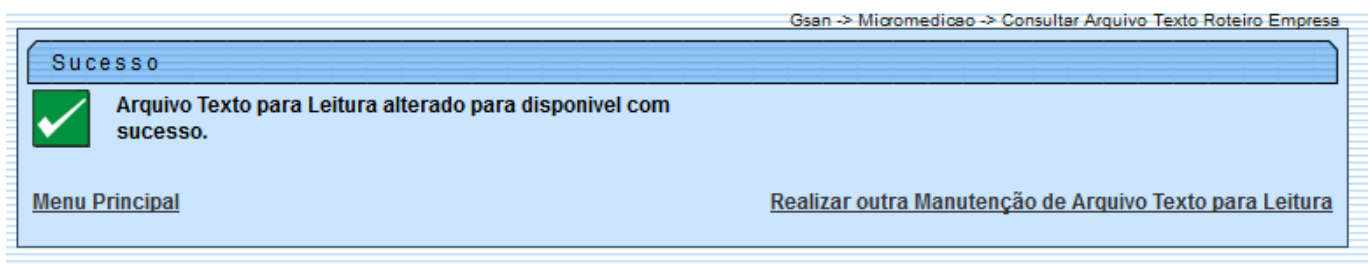 Gsan -> Micromedicao -> Consultar Arquivo Texto Roteiro Empresa
Sucesso
Arquivo Texto para Leitura alterado para disponivel com
sucesso.
Menu Principal
Realizar outra Manutenção de Arquivo Texto para Leitura